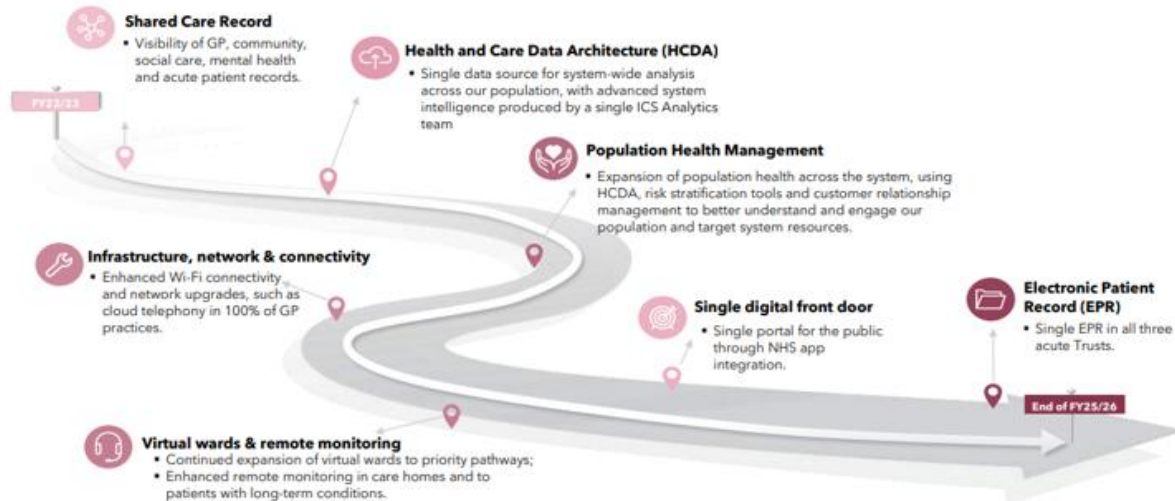 Shared Care Record
• Visibility of GP, community,
social care, mental health
and acute patient records.
FY22/23
Health and Care Data Architecture (HCDA)
• Single data source for system-wide analysis
across our population, with advanced system
intelligence produced by a single ICS Analytics
team
Population Health Management
• Expansion of population health across the system, using
HCDA, risk stratification tools and customer relationship
management to better understand and engage our
population and target system resources.
Infrastructure, network & connectivity
• Enhanced Wi-Fi connectivity
and network upgrades, such as
cloud telephony in 100% of GP
practices.
Single digital front door
• Single portal for the public
through NHS app
integration.
Electronic Patient
Record (EPR)
• Single EPR in all three
acute Trusts.
End of FY25/26
Virtual wards & remote monitoring
• Continued expansion of virtual wards to priority pathways;
• Enhanced remote monitoring in care homes and to
patients with long-term conditions.